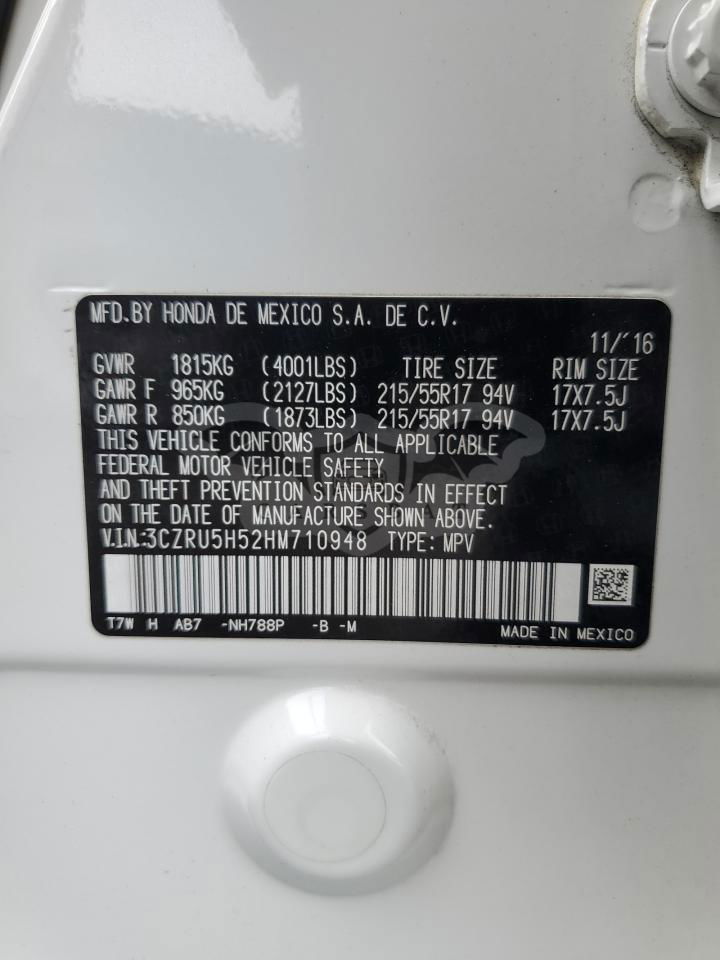 MFD.BY HONDA DE MEXICO S.A. DE C.V.
11/´16
GVWR 1815KG (4001LBS) TIRE SIZE RIM SIZE
GAWR F 965KG (2127LBS) 215/55R17 94V 17X7.5J
GAWR R 850KG (1873LBS) 215/55R17 94V 17X7.5J
THIS VEHICLE CONFORMS TO ALL APPLICABLE
FEDERAL MOTOR VEHICLE SAFETY
AND THEFT PREVENTION STANDARDS IN EFFECT
ON THE DATE OF MANUFACTURE SHOWN ABOVE.
V.I.N.:3CZRU5H52HM710948 TYPE: MPV
T7W H AB7 -NH788P -B -M
MADE IN MEXICO